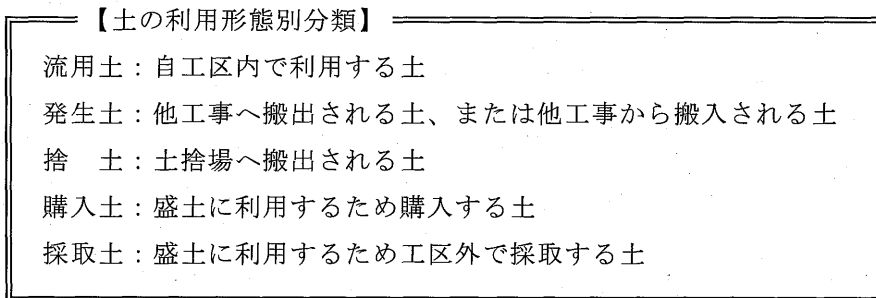 【土の利用形態別分類】
流用土：自工区内で利用する土
発生土：他工事へ搬出される土、または他工事から搬入される土
捨　土：土捨場へ搬出される土
購入土：盛土に利用するため購入する土
採取土：盛土に利用するため工区外で採取する土